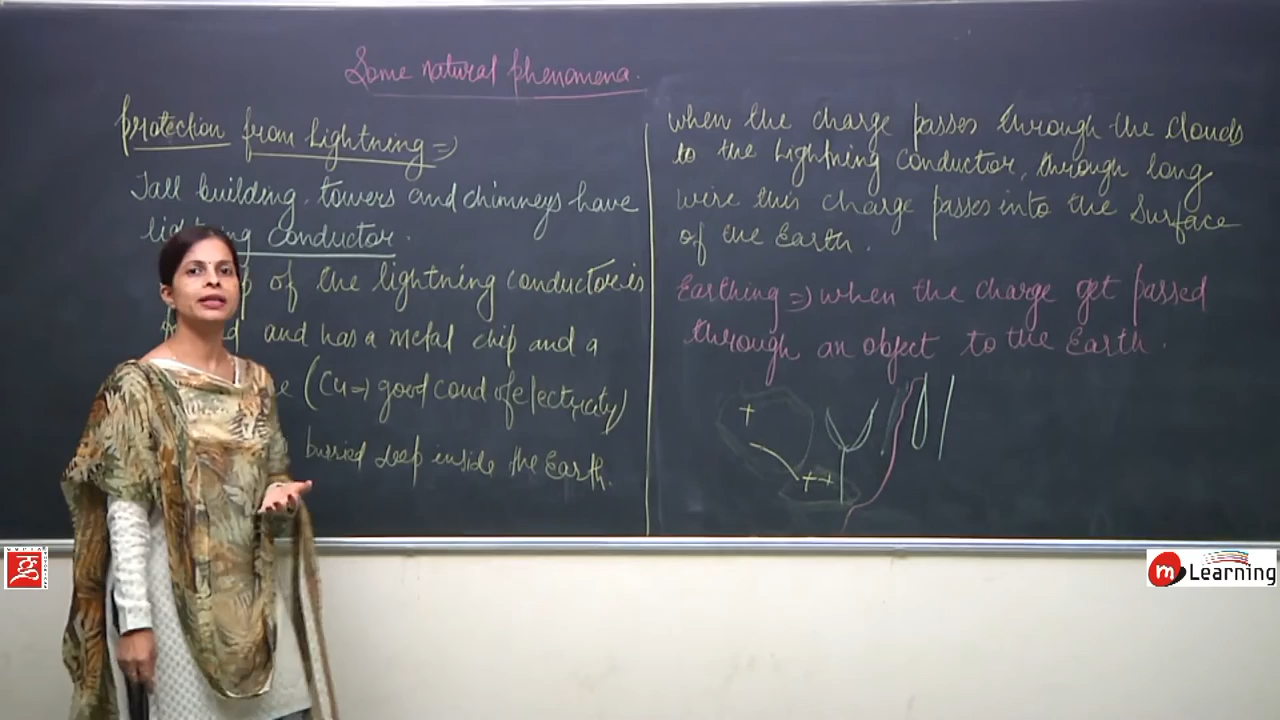 Some natural phenomena.
protection from Lightning =>
Tall building, towers and chimneys have
conductor.
of the lightning conductor is
and has a metal chip and a
(Cu => good cond of electricity)
burried deep inside the Earth.
when the charge passes through the clouds
to the Lightning conductor, through long
wire this charge passes into the surface
of the Earth.
Earthing => when the charge get passed
through an object to the Earth.
+
++
m Learning